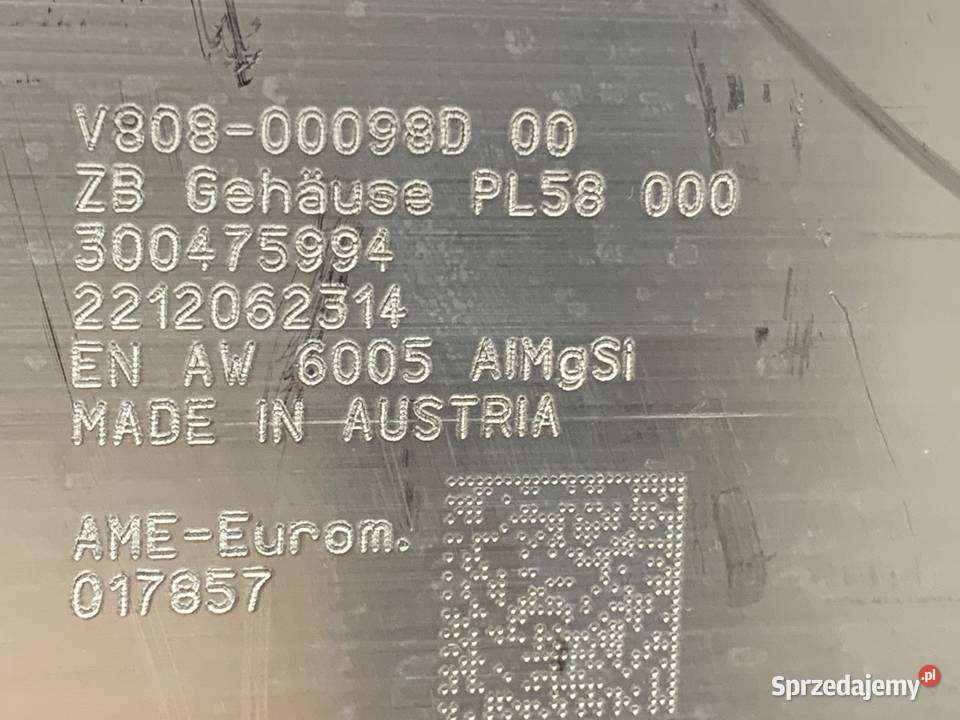 V808-00098D 00
ZB Gehäuse PL58 000
300475994
2212062314
EN AW 6005 AlMgSi
MADE IN AUSTRIA
AME-Eurom.
017857
Sprzedajemy.pl